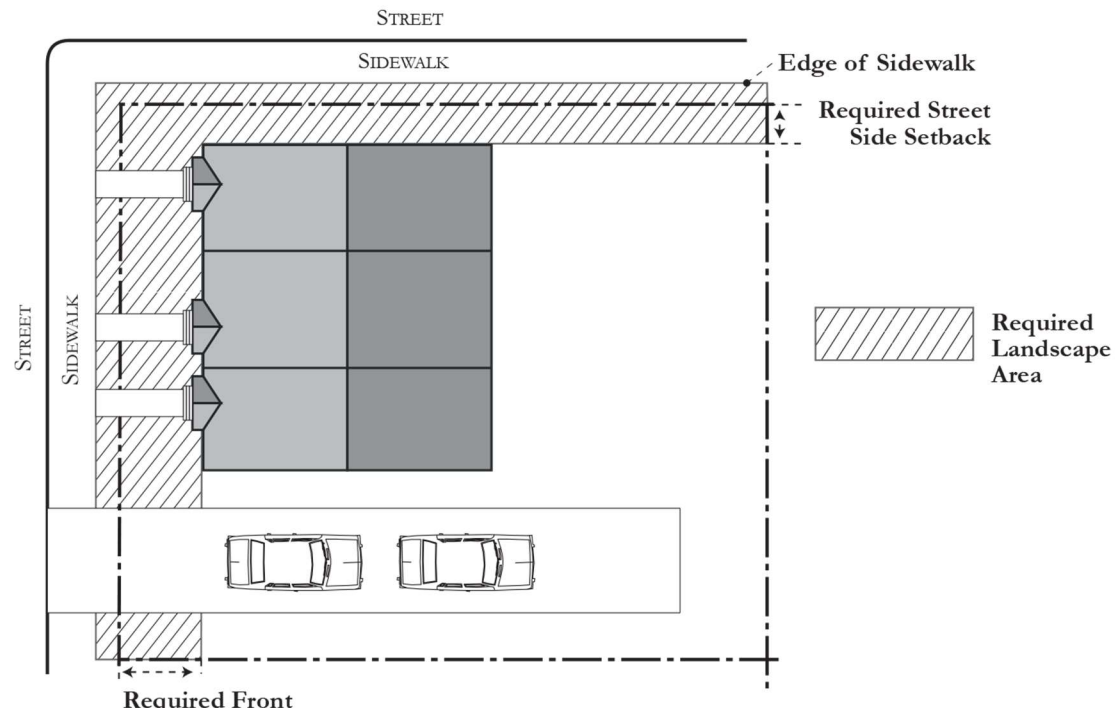 STREET
SIDEWALK
Edge of Sidewalk
Required Street
Side Setback
STREET
SIDEWALK
Required
Landscape
Area
Required Front